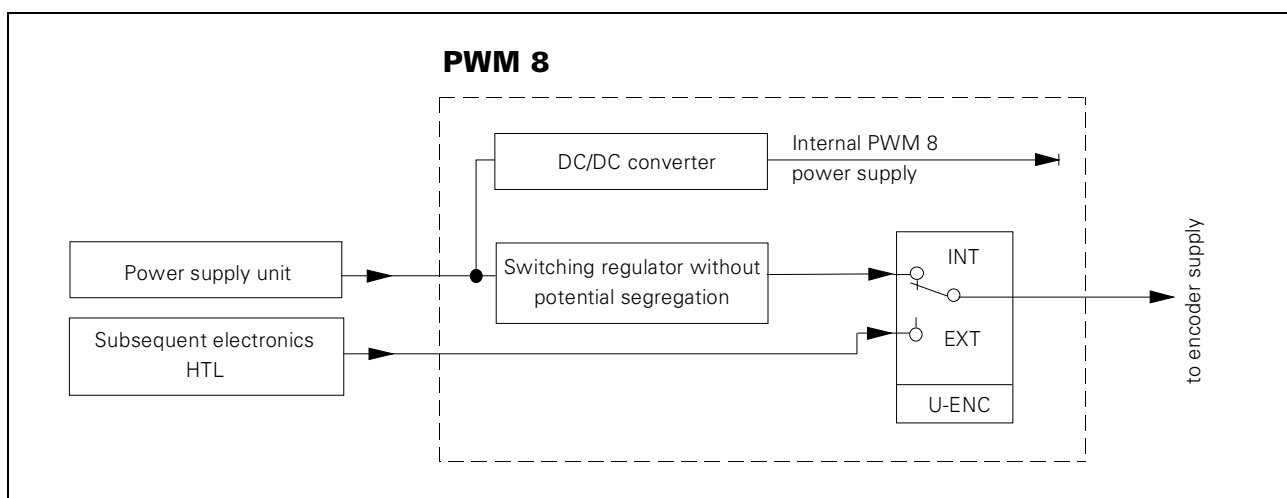 PWM 8
DC/DC converter
Internal PWM 8
power supply
Power supply unit
Switching regulator without
potential segregation
INT
Subsequent electronics
HTL
EXT
U-ENC
to encoder supply